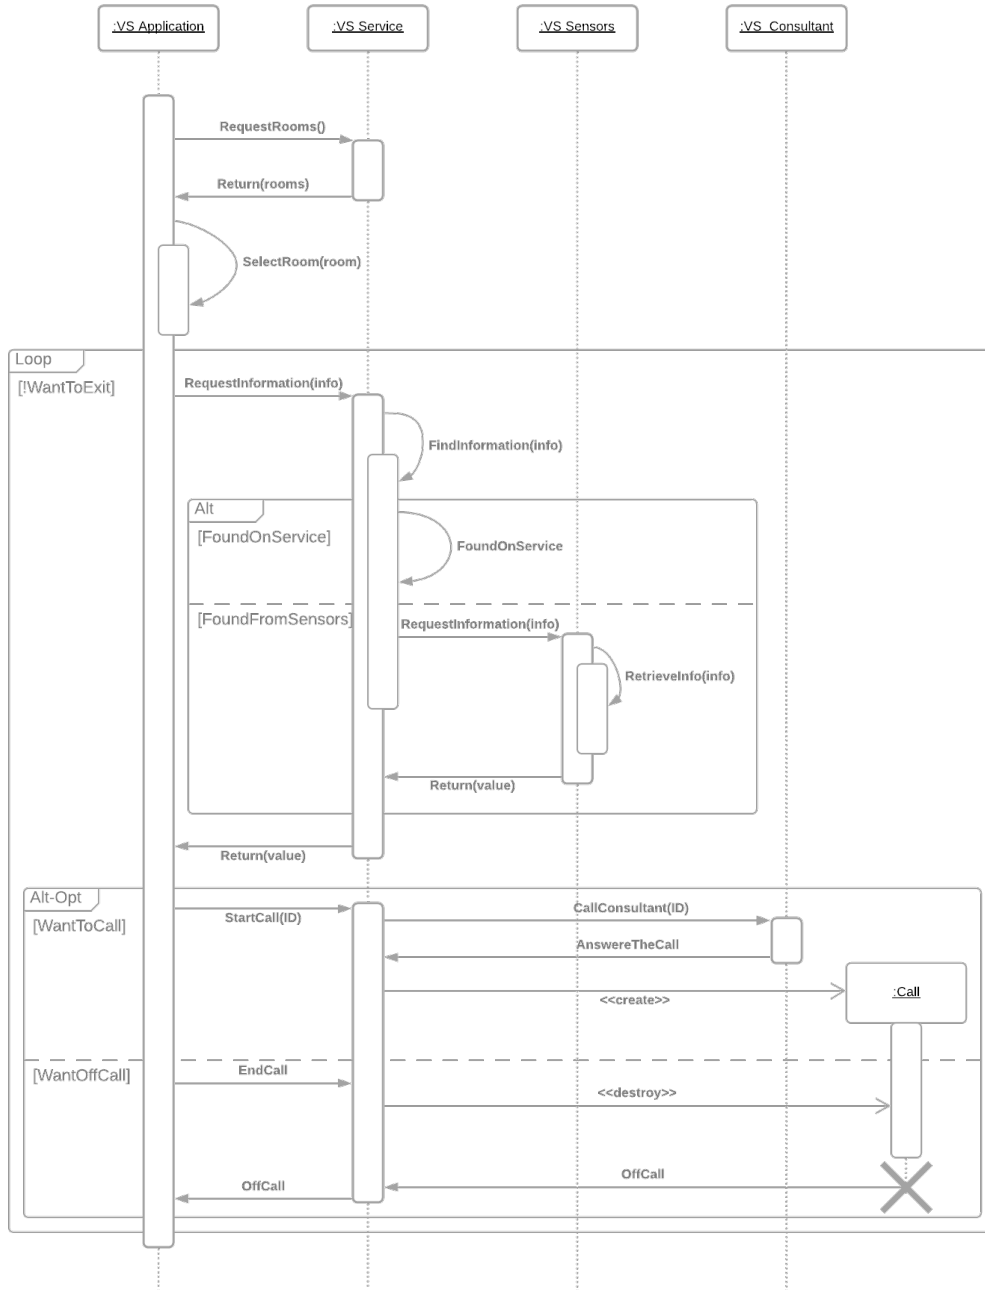 :VS Application
:VS Service
:VS Sensors
:VS_Consultant
RequestRooms()
Return(rooms)
SelectRoom(room)
Loop
[!WantToExit]
RequestInformation(info)
FindInformation(info)
Alt
[FoundOnService]
FoundOnService
[FoundFromSensors]
RequestInformation(info)
RetrieveInfo(info)
Return(value)
Return(value)
Alt-Opt
[WantToCall]
StartCall(ID)
CallConsultant(ID)
AnswereTheCall
:Call
<<create>>
[WantOffCall]
EndCall
<<destroy>>
OffCall
OffCall